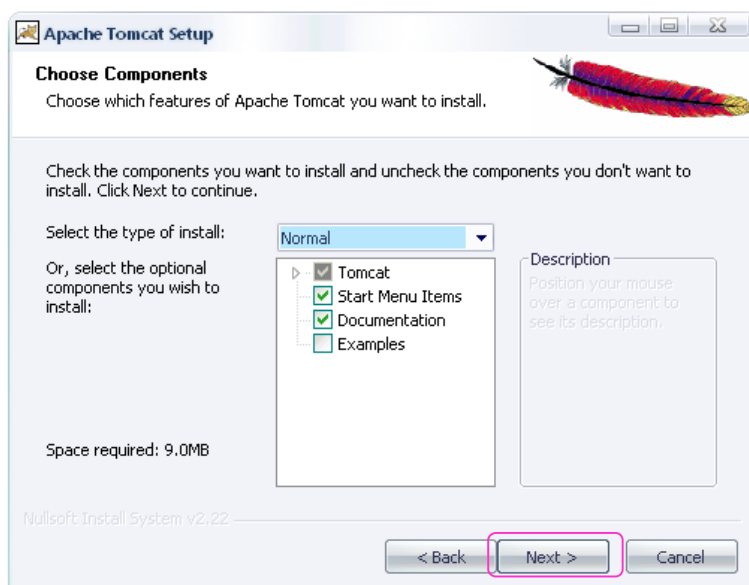 Apache Tomcat Setup
Choose Components
Choose which features of Apache Tomcat you want to install.
Check the components you want to install and uncheck the components you don't want to
install. Click Next to continue.
Select the type of install:
Normal
Or, select the optional
components you wish to
install:
Tomcat
Start Menu Items
Documentation
Examples
Description
Position your mouse
over a component to
see its description.
Space required: 9.0MB
Nullsoft Install System v2.22
< Back
Next >
Cancel